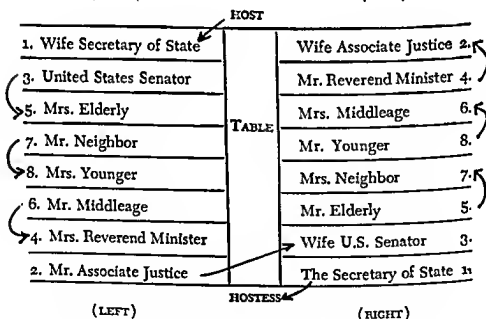 HOST
1. Wife Secretary of State
Wife Associate Justice 2.
3. United States Senator
Mr. Reverend Minister 4.
5. Mrs. Elderly
Mrs. Middleage 6.
TABLE
7. Mr. Neighbor
Mr. Younger 8.
8. Mrs. Younger
Mrs. Neighbor 7.
6. Mr. Middleage
Mr. Elderly 5.
4. Mrs. Reverend Minister
Wife U.S. Senator 3.
2. Mr. Associate Justice
The Secretary of State 1.
HOSTESS
(LEFT)
(RIGHT)